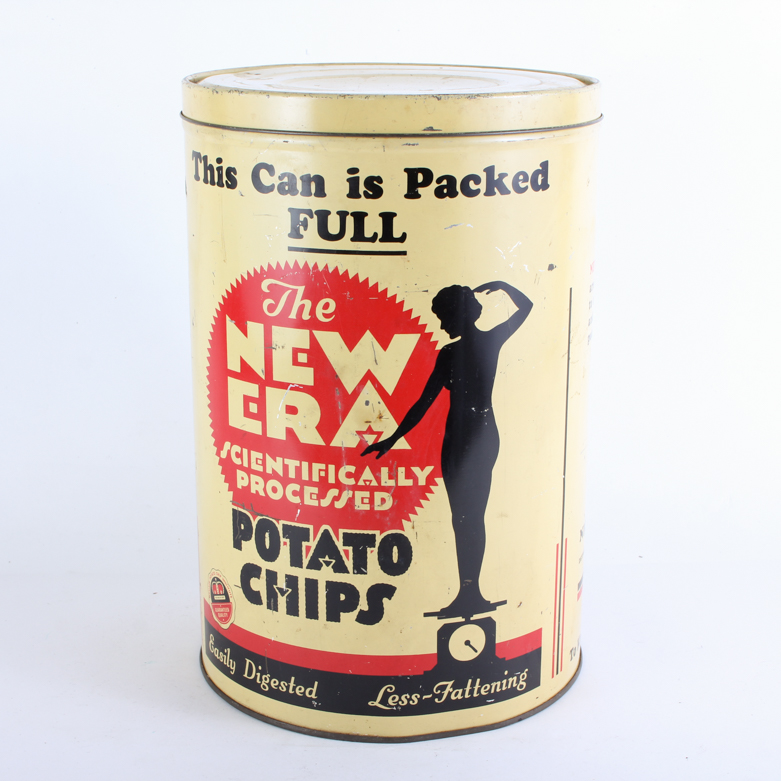 This Can is Packed
FULL
The
NEW
ERA
SCIENTIFICALLY
PROCESSED
POTATO
CHIPS
Easily Digested
Less-Fattening